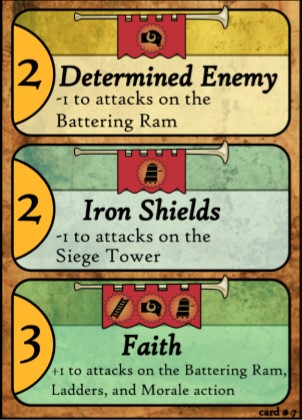 2
Determined Enemy
-1 to attacks on the
Battering Ram
2
Iron Shields
-1 to attacks on the
Siege Tower
3
Faith
+1 to attacks on the Battering Ram,
Ladders, and Morale action
card # 7